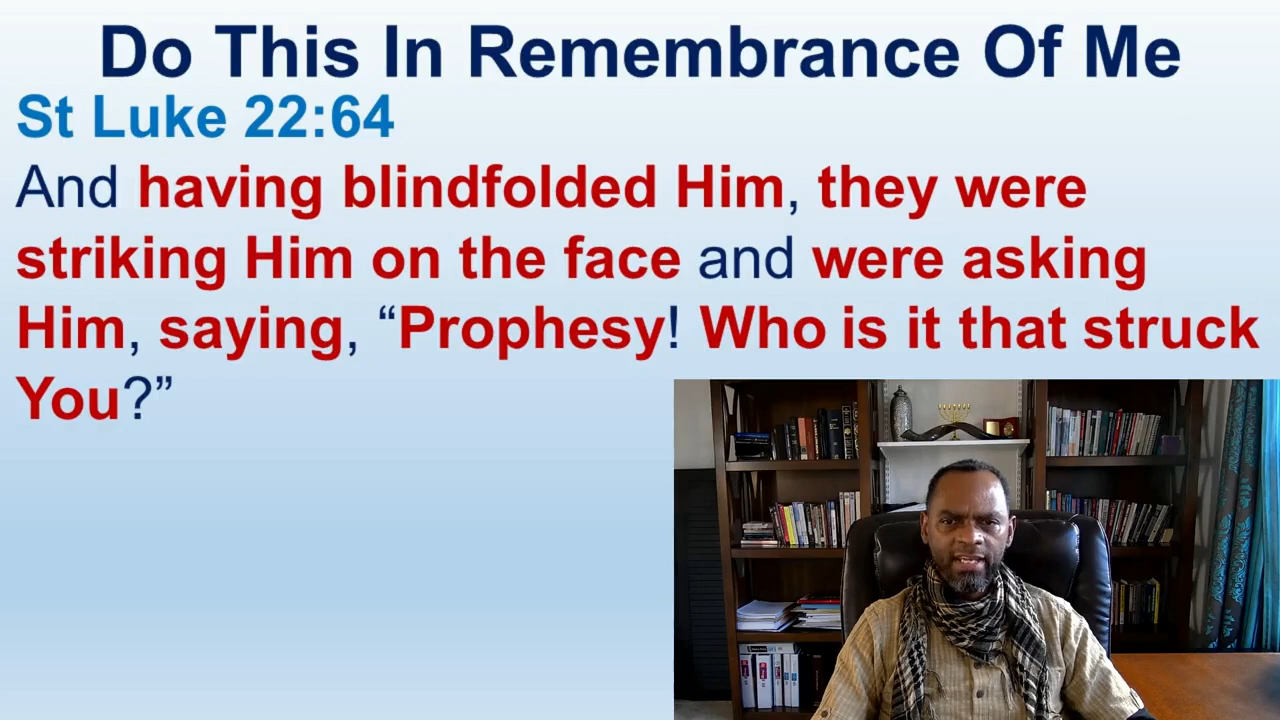 Do This In Remembrance Of Me
St Luke 22:64
And having blindfolded Him, they were
striking Him on the face and were asking
Him, saying, “Prophesy! Who is it that struck
You?”